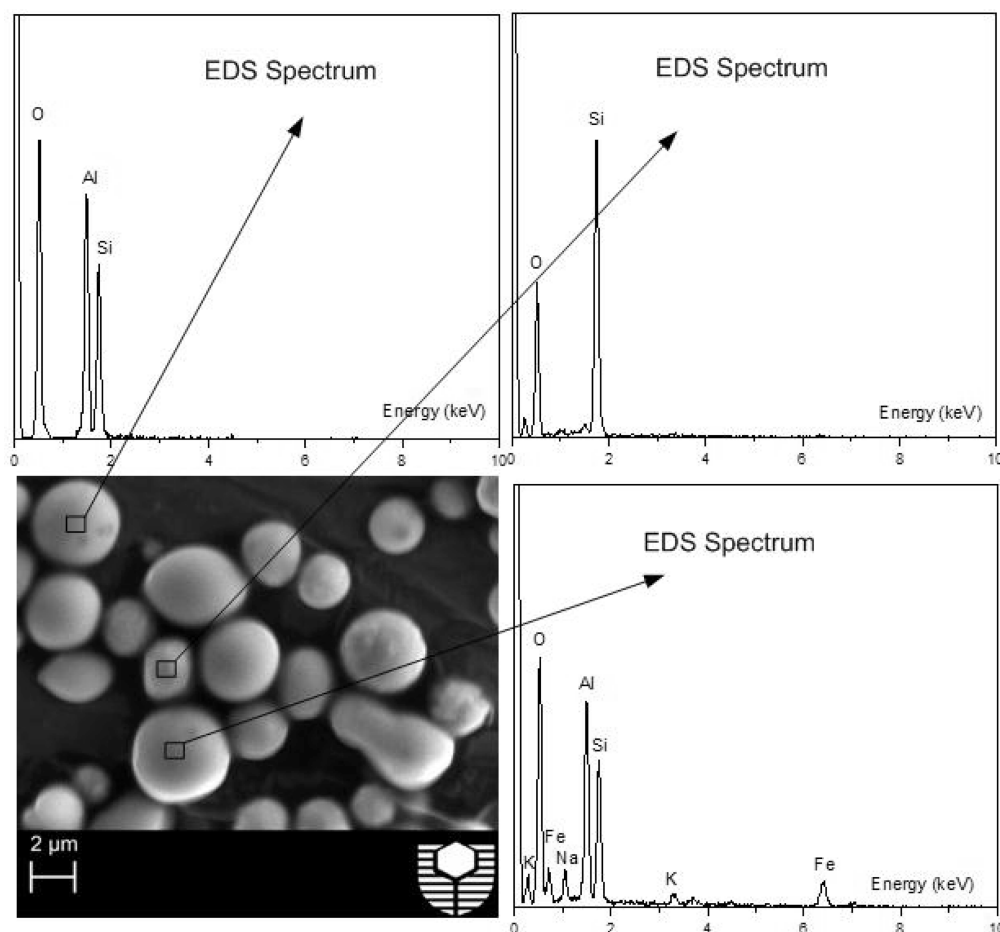 EDS Spectrum
O
Al
Si
Energy (keV)
0 2 4 6 8 10
EDS Spectrum
Si
O
Energy (keV)
0 2 4 6 8 10
2 µm
EDS Spectrum
O
Al
Si
Fe
K
Na
K
Fe
Energy (keV)
0 2 4 6 8 10